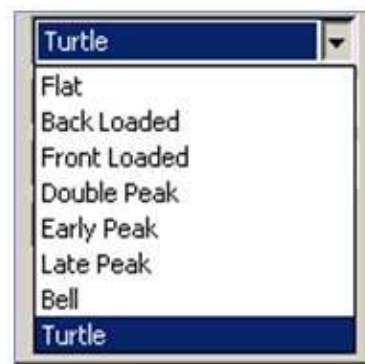 Turtle
Flat
Back Loaded
Front Loaded
Double Peak
Early Peak
Late Peak
Bell
Turtle